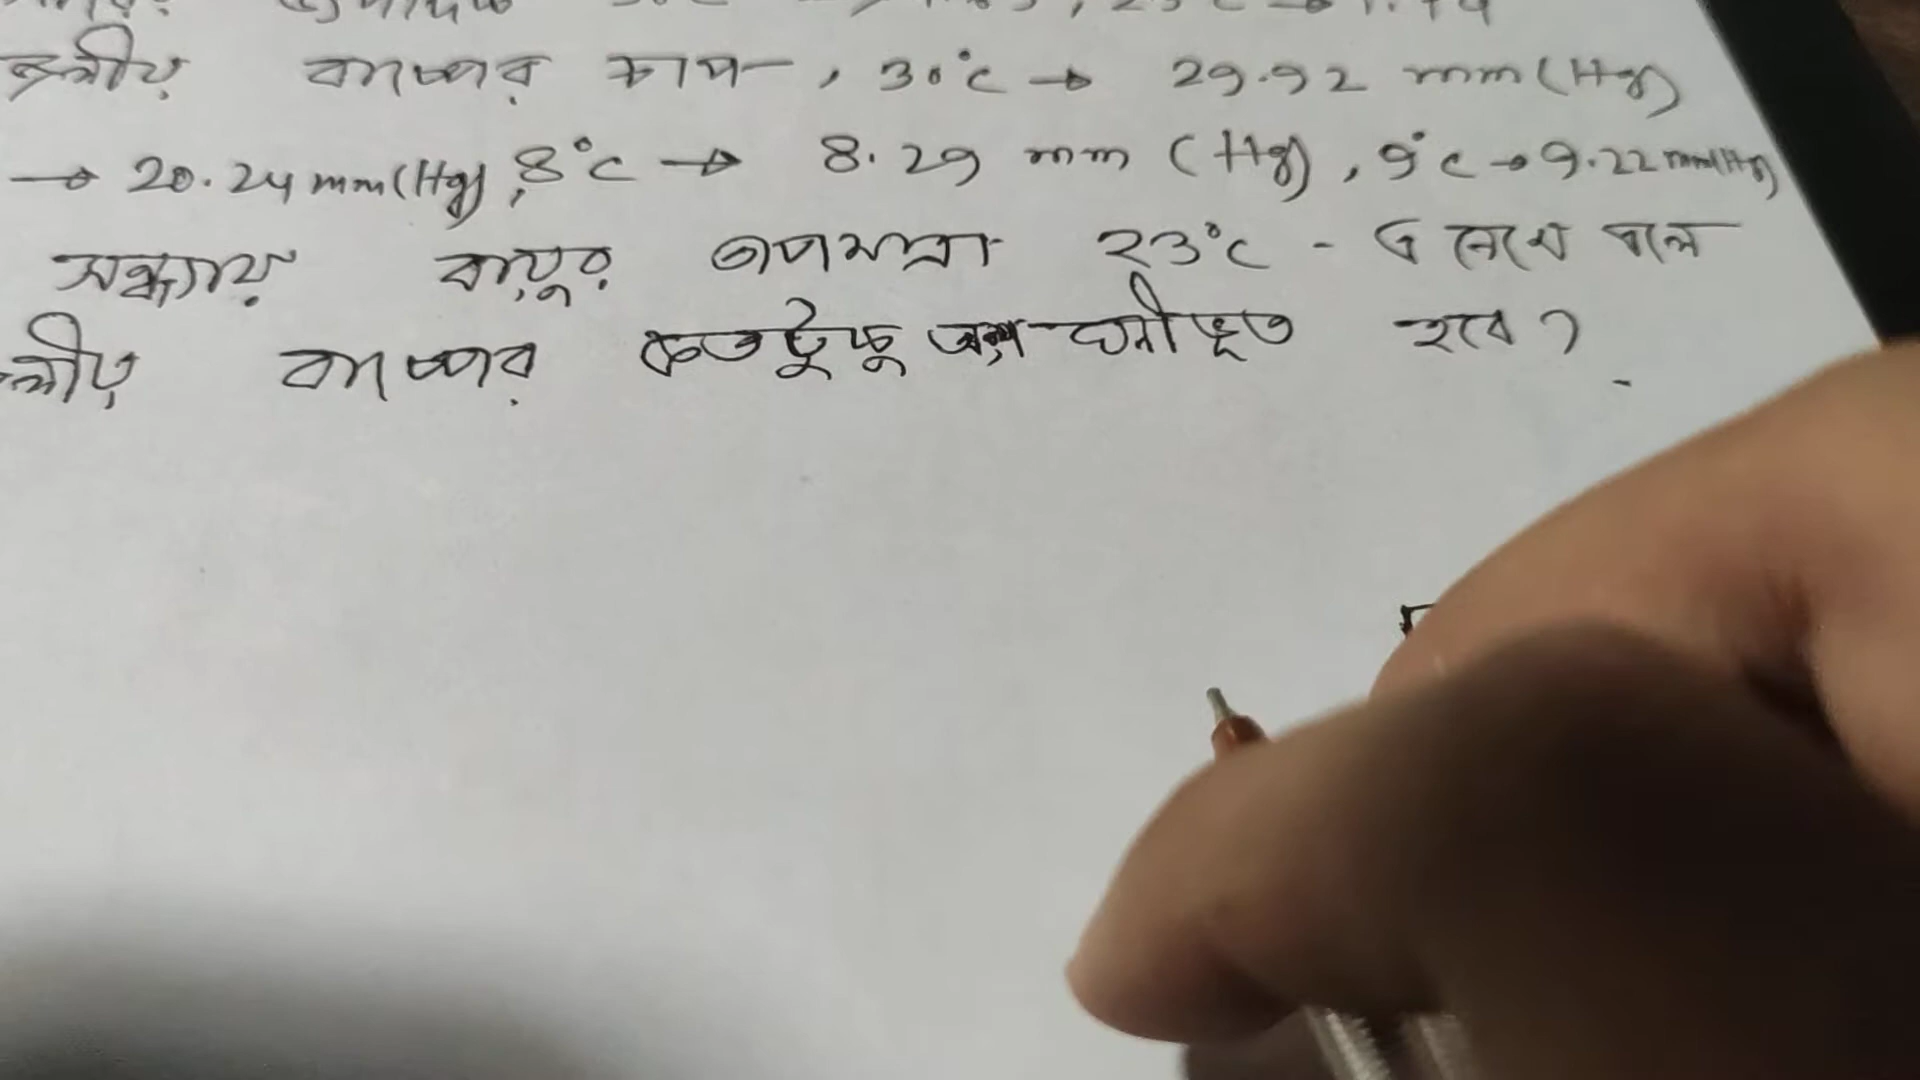 জলীয় বাষ্পের চাপ, 30°C → 29.92 mm (Hg)
→ 20.24 mm (Hg), 8°C → 8.29 mm (Hg), 9°C → 9.22 mm (Hg)
সন্ধ্যায় বায়ুর তাপমাত্রা 23°C - এ নেমে এলে
লীয় বাষ্পের কতটুকু অংশ ঘনীভূত হবে?